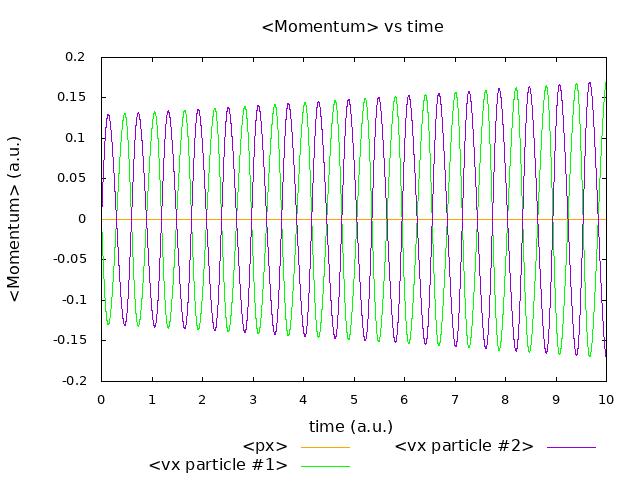 <Momentum> vs time
<Momentum> (a.u.)
0.2
0.15
0.1
0.05
0
-0.05
-0.1
-0.15
-0.2
0 1 2 3 4 5 6 7 8 9 10
time (a.u.)
<px> <vx particle #2>
<vx particle #1>